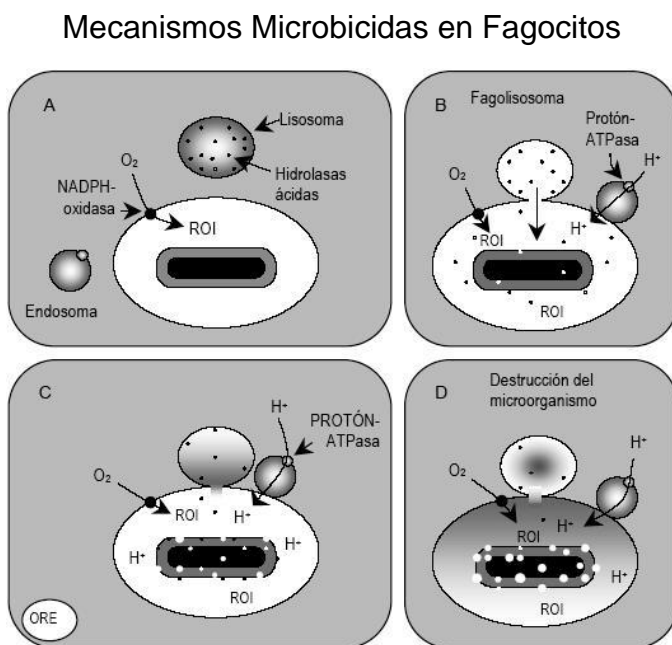 Mecanismos Microbicidas en Fagocitos
A
Lisosoma
O₂
NADPH-
oxidasa
Hidrolasas
ácidas
ROI
Endosoma
B
Fagolisosoma
Protón-
ATPasa
H⁺
O₂
H⁺
ROI
ROI
C
H⁺
PROTÓN-
ATPasa
O₂
ROI
H⁺
H⁺
H⁺
ROI
ORE
D
Destrucción del
microorganismo
H⁺
O₂
H⁺
ROI
H⁺
ROI